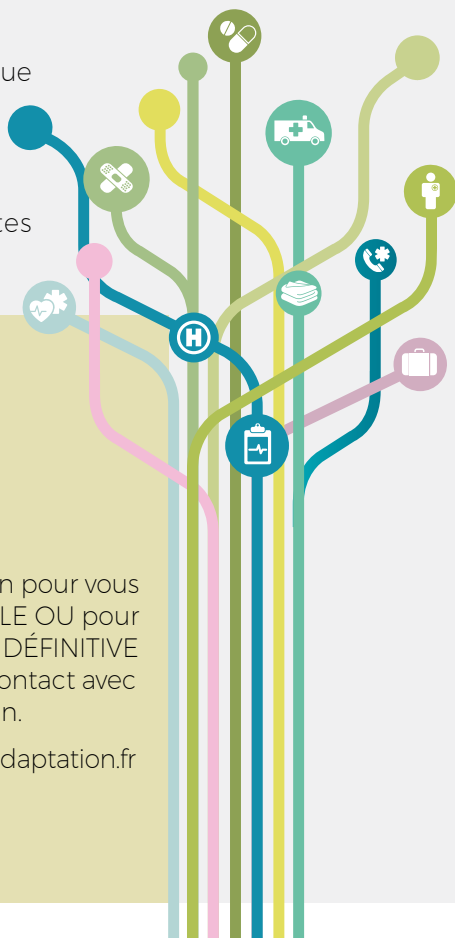 ue
tes
n pour vous
LE OU pour
DÉFINITIVE
ontact avec
n.
daptation.fr
H